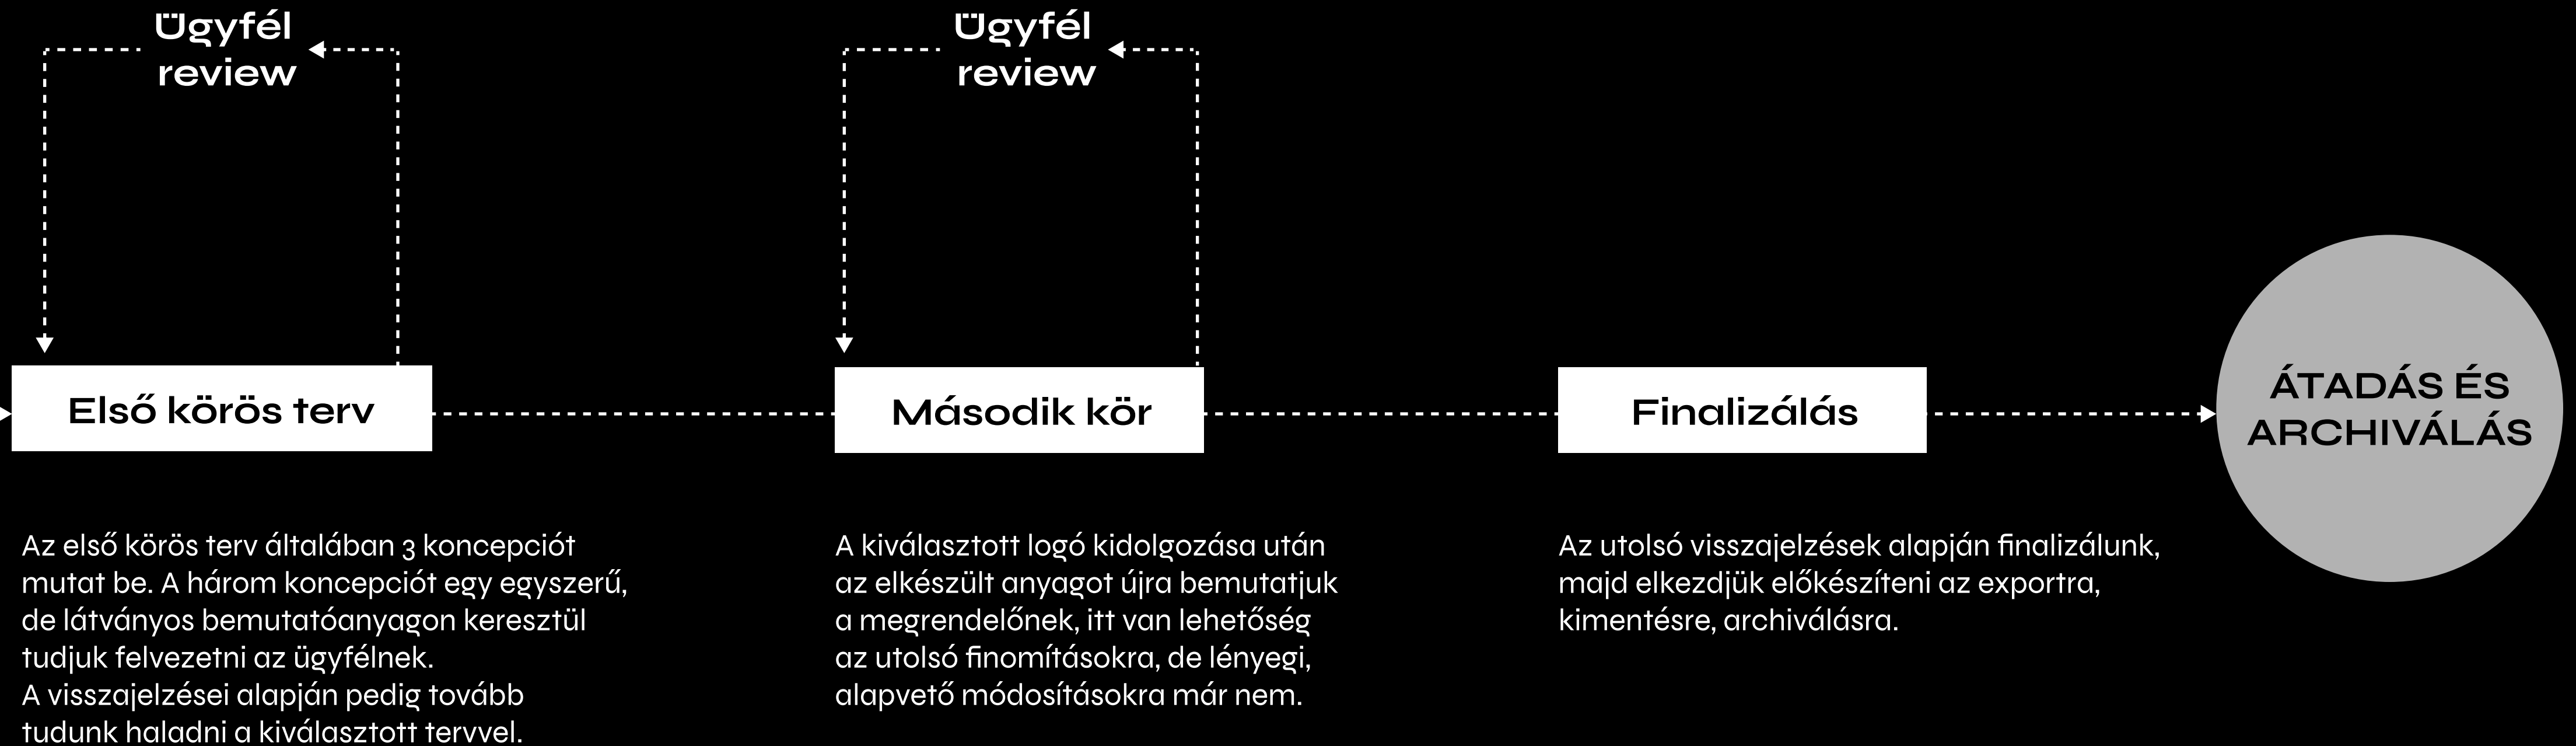 Ügyfél
review
Ügyfél
review
Első körös terv
Második kör
Finalizálás
ÁTADÁS ÉS
ARCHIVÁLÁS
Az első körös terv általában 3 koncepciót
mutat be. A három koncepciót egy egyszerű,
de látványos bemutatóanyagon keresztül
tudjuk felvezetni az ügyfélnek.
A visszajelzései alapján pedig tovább
tudunk haladni a kiválasztott tervvel.
A kiválasztott logó kidolgozása után
az elkészült anyagot újra bemutatjuk
a megrendelőnek, itt van lehetőség
az utolsó finomításokra, de lényegi,
alapvető módosításokra már nem.
Az utolsó visszajelzések alapján finalizálunk,
majd elkezdjük előkészíteni az exportra,
kimentésre, archiválásra.